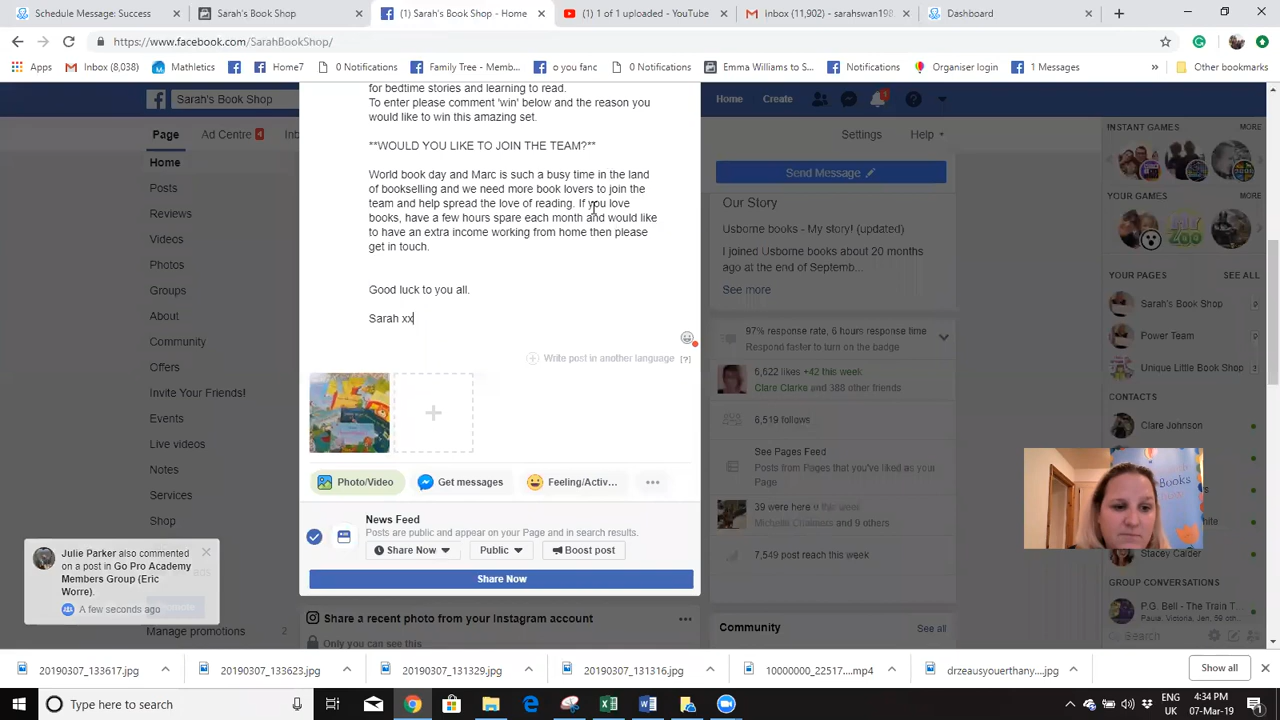 Schedule Message: Success
Sarah's Book Shop
(1) Sarah's Book Shop - Home
1 of 1 uploaded - YouTube
Inbox (11,902) - sarahswan198
Dashboard
https://www.facebook.com/SarahBookShop/
Apps
Inbox (8,038)
Mathletics
Home7
0 Notifications
Family Tree - Memb...
o you fanc
0 Notifications
Emma Williams to S...
Notifications
Organiser login
1 Messages
Other bookmarks
Sarah's Book Shop
Home
Create
Page
Ad Centre 4
Settings
Help
Home
Posts
Reviews
Videos
Photos
Groups
About
Community
Offers
Invite Your Friends!
Events
Live videos
Notes
Services
Shop
Manage promotions
2
for bedtime stories and learning to read.
To enter please comment 'win' below and the reason you
would like to win this amazing set.
**WOULD YOU LIKE TO JOIN THE TEAM?**
World book day and Marc is such a busy time in the land
of bookselling and we need more book lovers to join the
team and help spread the love of reading. If you love
books, have a few hours spare each month and would like
to have an extra income working from home then please
get in touch.
Good luck to you all.
Sarah xx
Write post in another language [?]
Photo/Video
Get messages
Feeling/Activ...
News Feed
Posts are public and appear on your Page and in search results.
Share Now
Public
Boost post
Share Now
Share a recent photo from your Instagram account
Only you can see this
Send Message
Our Story
Usborne Books - My story! (updated)
I joined Usborne books about 20 months
ago at the end of Septemb...
See more
97% response rate, 6 hours response time
Respond faster to turn on the badge
6,622 likes +42 this week
Clare Clarke and 388 other friends
6,519 follows
See Pages Feed
Posts from Pages that you've liked as your
Page
39 were here 0 this week
7,549 post reach this week
Community
See all
INSTANT GAMES
MORE
YOUR PAGES
SEE ALL
Sarah's Book Shop
Power Team
Unique Little Book Shop
CONTACTS
Clare Johnson
Stacey Calder
GROUP CONVERSATIONS
MORE
P.G. Bell - The Train T...
Search
Julie Parker also commented
on a post in Go Pro Academy
Members Group (Eric
Worre).
A few seconds ago
20190307_133617.jpg
20190307_133623.jpg
20190307_131329.jpg
20190307_131316.jpg
10000000_22517....mp4
drzeausyouerthany....jpg
Show all
Type here to search
ENG
UK
4:34 PM
07-Mar-19